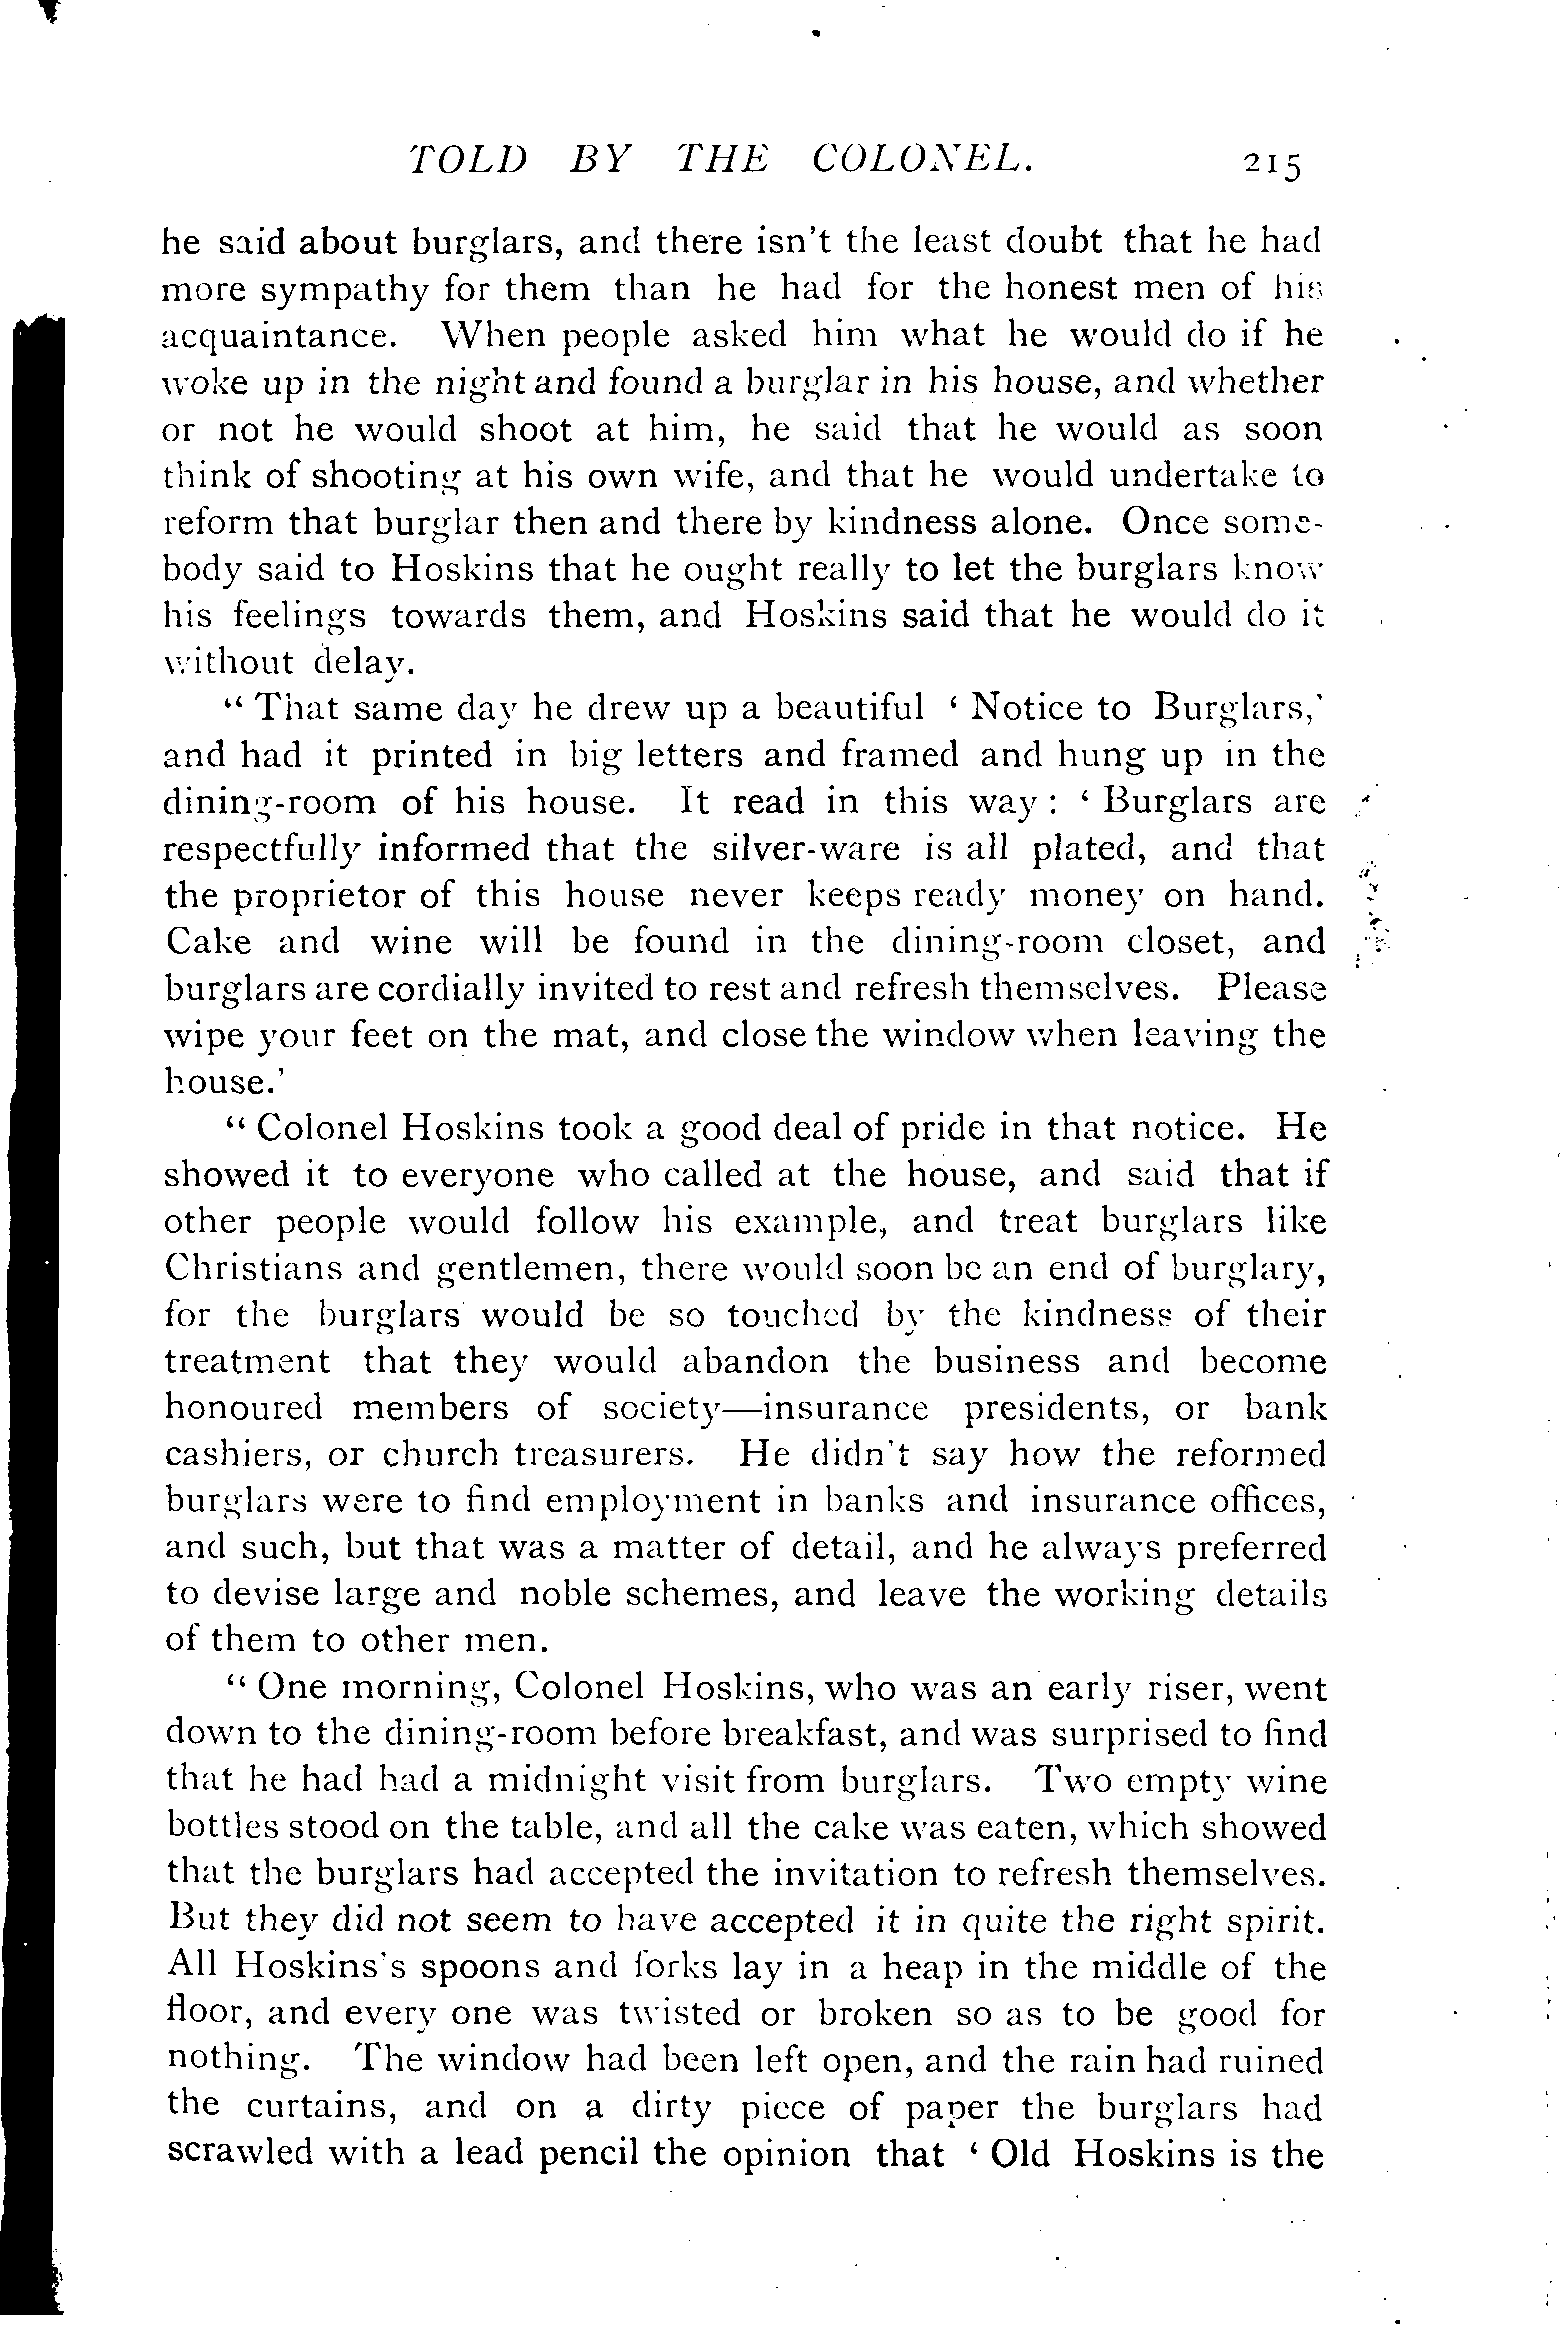 TOLD BY THE COLONEL. 215
he said about burglars, and there isn't the least doubt that he had
more sympathy for them than he had for the honest men of his
acquaintance. When people asked him what he would do if he
woke up in the night and found a burglar in his house, and whether
or not he would shoot at him, he said that he would as soon
think of shooting at his own wife, and that he would undertake to
reform that burglar then and there by kindness alone. Once some-
body said to Hoskins that he ought really to let the burglars know
his feelings towards them, and Hoskins said that he would do it
without delay.
“ That same day he drew up a beautiful ‘ Notice to Burglars,’
and had it printed in big letters and framed and hung up in the
dining-room of his house. It read in this way : ‘ Burglars are
respectfully informed that the silver-ware is all plated, and that
the proprietor of this house never keeps ready money on hand.
Cake and wine will be found in the dining-room closet, and
burglars are cordially invited to rest and refresh themselves. Please
wipe your feet on the mat, and close the window when leaving the
house.’
“ Colonel Hoskins took a good deal of pride in that notice. He
showed it to everyone who called at the house, and said that if
other people would follow his example, and treat burglars like
Christians and gentlemen, there would soon be an end of burglary,
for the burglars would be so touched by the kindness of their
treatment that they would abandon the business and become
honoured members of society—insurance presidents, or bank
cashiers, or church treasurers. He didn't say how the reformed
burglars were to find employment in banks and insurance offices,
and such, but that was a matter of detail, and he always preferred
to devise large and noble schemes, and leave the working details
of them to other men.
“ One morning, Colonel Hoskins, who was an early riser, went
down to the dining-room before breakfast, and was surprised to find
that he had had a midnight visit from burglars. Two empty wine
bottles stood on the table, and all the cake was eaten, which showed
that the burglars had accepted the invitation to refresh themselves.
But they did not seem to have accepted it in quite the right spirit.
All Hoskins's spoons and forks lay in a heap in the middle of the
floor, and every one was twisted or broken so as to be good for
nothing. The window had been left open, and the rain had ruined
the curtains, and on a dirty piece of paper the burglars had
scrawled with a lead pencil the opinion that ‘ Old Hoskins is the